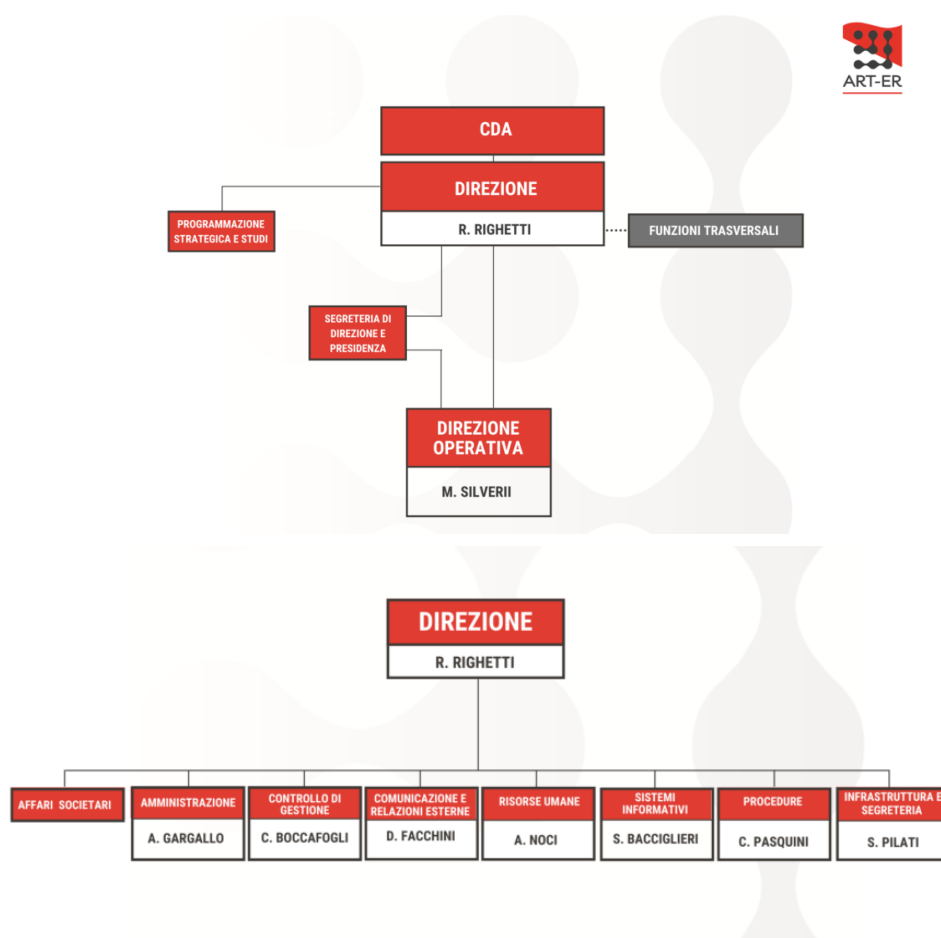 ART-ER
CDA
DIREZIONE
R. RIGHETTI
PROGRAMMAZIONE
STRATEGICA E STUDI
FUNZIONI TRASVERSALI
SEGRETERIA DI
DIREZIONE E
PRESIDENZA
DIREZIONE
OPERATIVA
M. SILVERII
DIREZIONE
R. RIGHETTI
AFFARI SOCIETARI
AMMINISTRAZIONE
A. GARGALLO
CONTROLLO DI
GESTIONE
C. BOCCAFOGLI
COMUNICAZIONE E
RELAZIONI ESTERNE
D. FACCHINI
RISORSE UMANE
A. NOCI
SISTEMI
INFORMATIVI
S. BACCIGLIERI
PROCEDURE
C. PASQUINI
INFRASTRUTTURA E
SEGRETERIA
S. PILATI